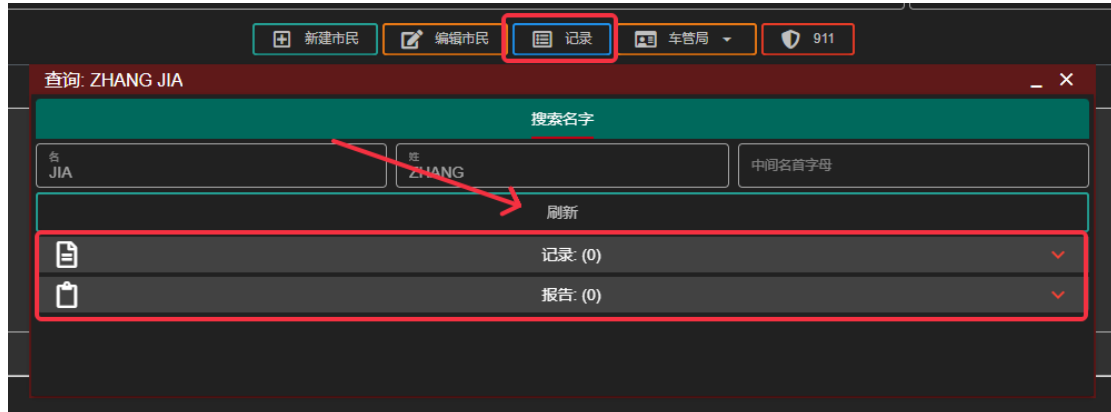 新建市民 编辑市民 记录 车管局 911
查询: ZHANG JIA
搜索名字
名 姓 中间名首字母
JIA ZHANG
刷新
记录: (0)
报告: (0)